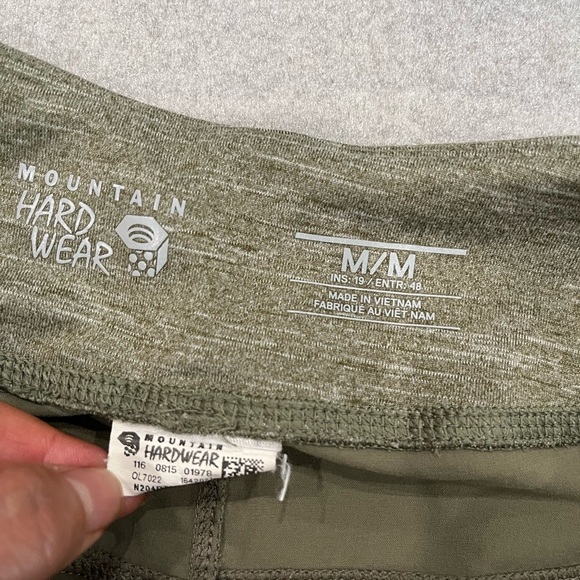 MOUNTAIN
HARD
WEAR
M/M
INS: 19 / ENTR: 48
MADE IN VIETNAM
FABRIQUÉ AU VIÊT NAM
MOUNTAIN
HARDWEAR
116 0815 01978
OL7022